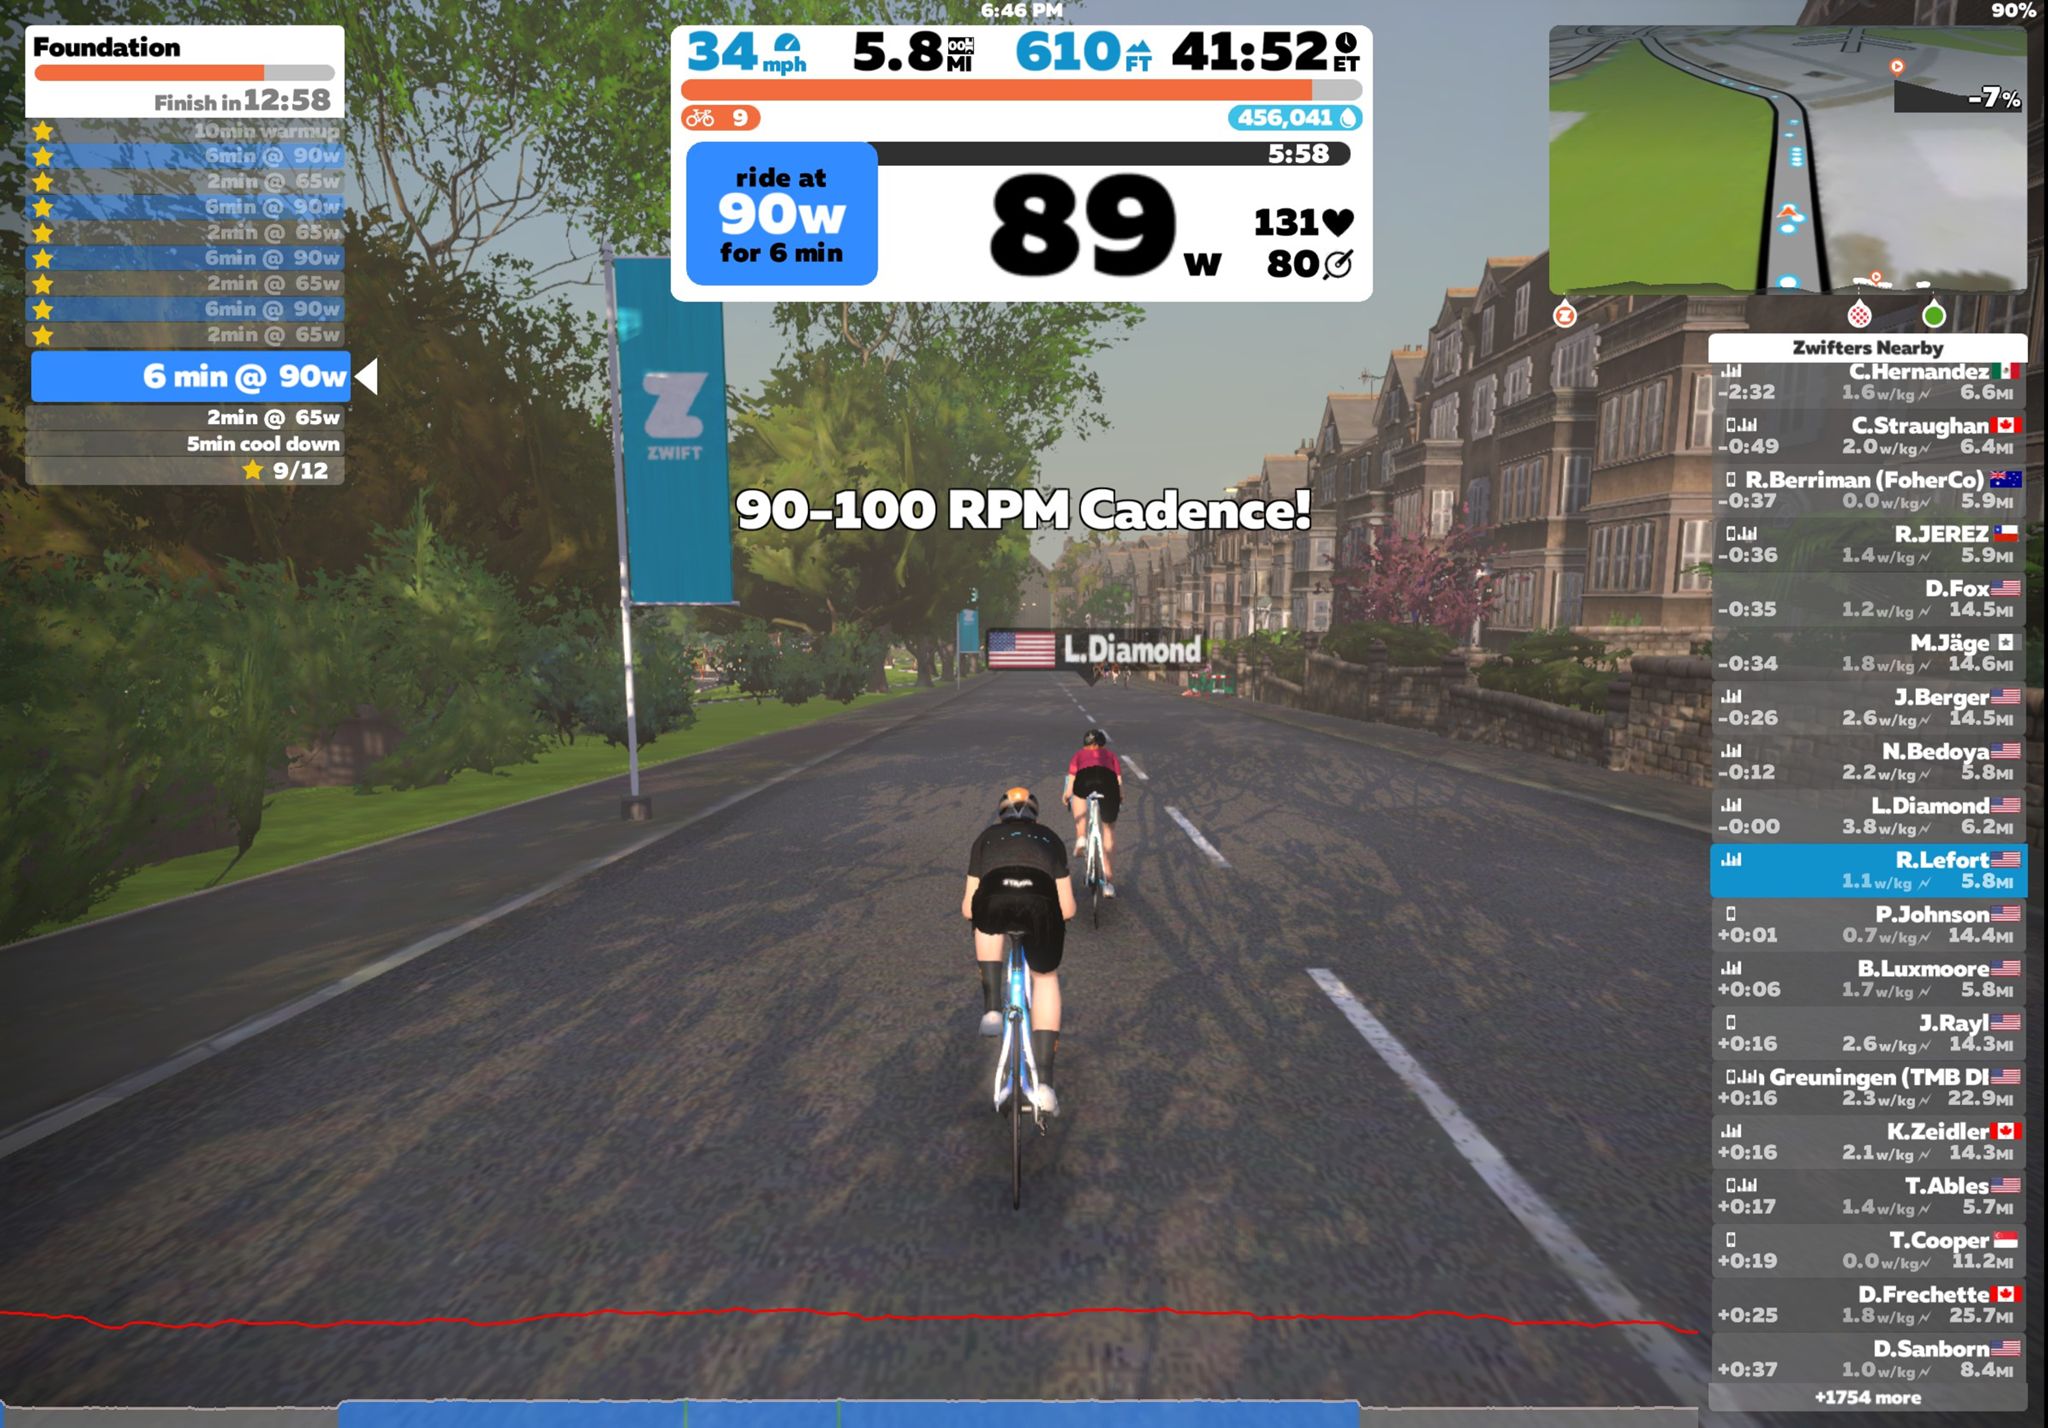 6:46 PM
90%
Foundation
Finish in 12:58
10min warmup
6min @ 90w
2min @ 65w
6min @ 90w
2min @ 65w
6min @ 90w
2min @ 65w
6min @ 90w
2min @ 65w
6 min @ 90w
2min @ 65w
5min cool down
9/12
34 mph 5.8 MI 610 FT 41:52 ET
9
456,041
5:58
ride at
90w
for 6 min
89 w
131
80
-7%
ZWIFT
90-100 RPM Cadence!
L.Diamond
Zwifters Nearby
C.Hernandez
-2:32 1.6w/kg 6.6MI
C.Straughan
-0:49 2.0w/kg 6.4MI
R.Berriman (FoherCo)
-0:37 0.0w/kg 5.9MI
R.JEREZ
-0:36 1.4w/kg 5.9MI
D.Fox
-0:35 1.2w/kg 14.5MI
M.Jäge
-0:34 1.8w/kg 14.6MI
J.Berger
-0:26 2.6w/kg 14.5MI
N.Bedoya
-0:12 2.2w/kg 5.8MI
L.Diamond
-0:00 3.8w/kg 6.2MI
R.Lefort
1.1w/kg 5.8MI
P.Johnson
+0:01 0.7w/kg 14.4MI
B.Luxmoore
+0:06 1.7w/kg 5.8MI
J.Rayl
+0:16 2.6w/kg 14.3MI
Greuningen (TMB DI
+0:16 2.3w/kg 22.9MI
K.Zeidler
+0:16 2.1w/kg 14.3MI
T.Ables
+0:17 1.4w/kg 5.7MI
T.Cooper
+0:19 0.0w/kg 11.2MI
D.Frechette
+0:25 1.8w/kg 25.7MI
D.Sanborn
+0:37 1.0w/kg 8.4MI
+1754 more